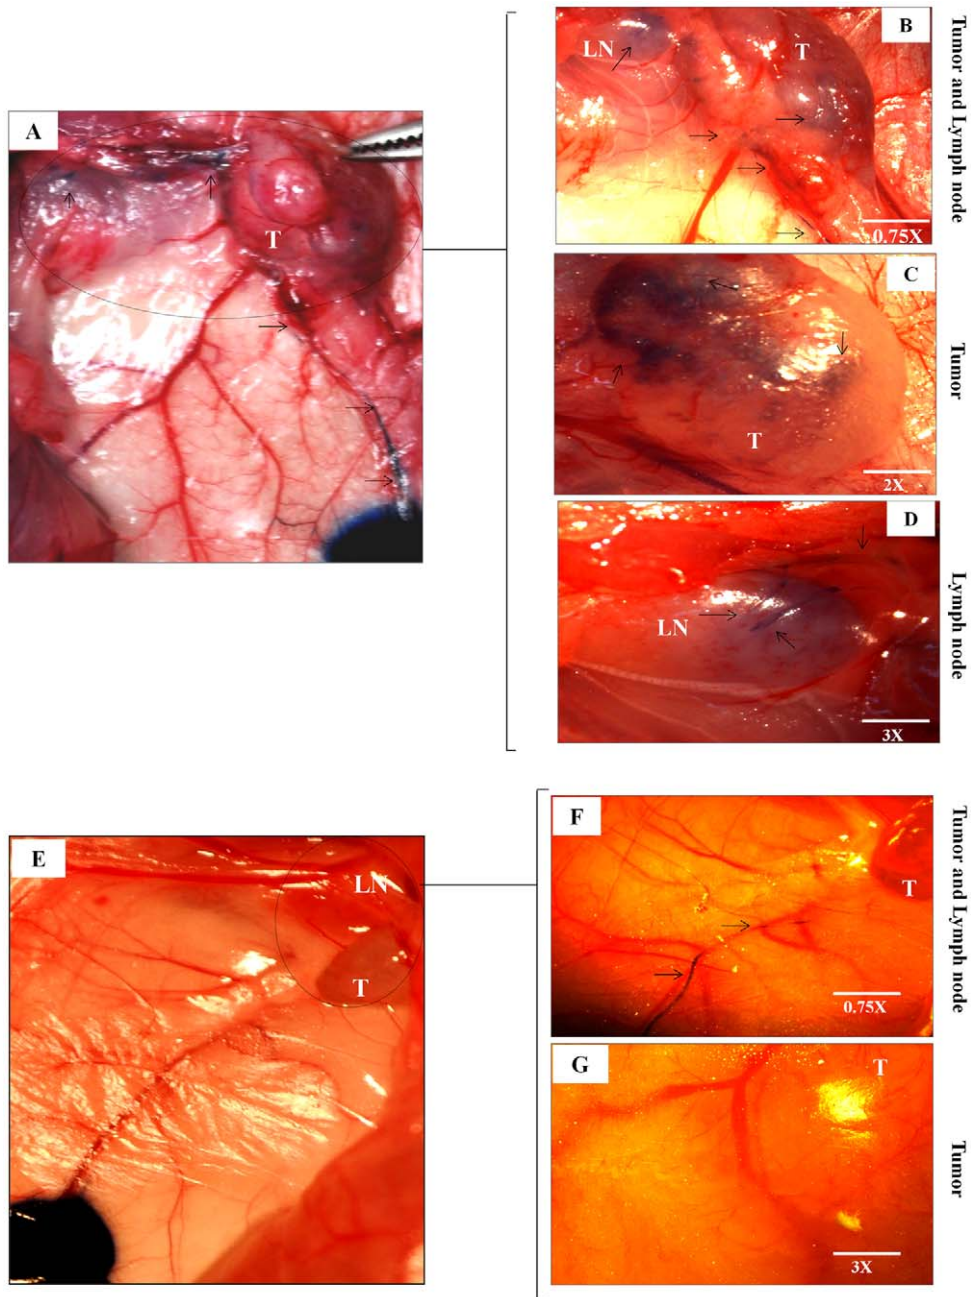 A
T
B
LN
T
0.75X
Tumor and Lymph node
C
T
2X
Tumor
D
LN
3X
Lymph node
E
LN
T
F
T
0.75X
Tumor and Lymph node
G
T
3X
Tumor